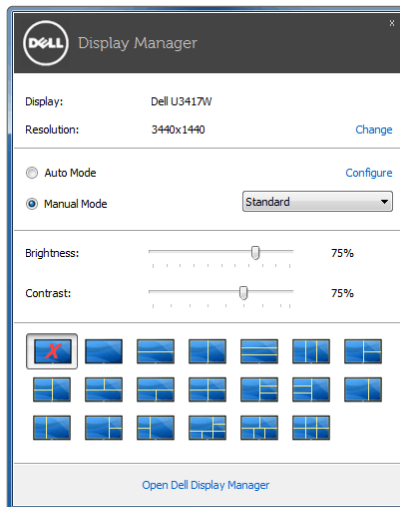 x
DELL Display Manager
Display: Dell U3417W
Resolution: 3440x1440 Change
Auto Mode Configure
Manual Mode Standard
Brightness: 75%
Contrast: 75%
X
Open Dell Display Manager